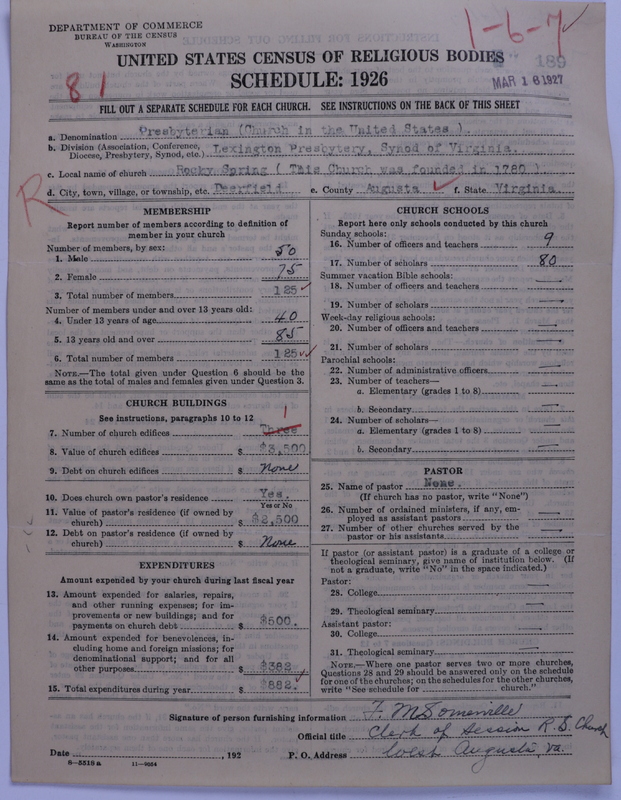 DEPARTMENT OF COMMERCE
BUREAU OF THE CENSUS
WASHINGTON
1-6-7 ✓
189
MAR 16 1927
UNITED STATES CENSUS OF RELIGIOUS BODIES
81
SCHEDULE: 1926
FILL OUT A SEPARATE SCHEDULE FOR EACH CHURCH. SEE INSTRUCTIONS ON THE BACK OF THIS SHEET
a. Denomination Presbyterian (Church in the United States )
b. Division (Association, Conference, Diocese, Presbytery, Synod, etc.) Lexington Presbytery, Synod of Virginia.
c. Local name of church Rocky Spring ( This Church was founded in 1780 )
R
d. City, town, village, or township, etc. Deerfield e. County Augusta ✓ f. State Virginia.
MEMBERSHIP
Report number of members according to definition of
member in your church
Number of members, by sex:
1. Male 50
2. Female 75
3. Total number of members 125 ✓
Number of members under and over 13 years old:
4. Under 13 years of age 40
5. 13 years old and over 85
6. Total number of members 125 ✓✓
NOTE.—The total given under Question 6 should be
same as the total of males and females given under Question 3.
CHURCH BUILDINGS
See instructions, paragraphs 10 to 12
1
7. Number of church edifices Three
8. Value of church edifices $ $3,500
9. Debt on church edifices $ None
10. Does church own pastor's residence Yes.
Yes or No
11. Value of pastor's residence (if owned by
church) $ $2,500
12. Debt on pastor's residence (if owned by
church) $ None
EXPENDITURES
Amount expended by your church during last fiscal year
13. Amount expended for salaries, repairs,
and other running expenses; for im-
provements or new buildings; and for
payments on church debt $ $500.
14. Amount expended for benevolences, in-
cluding home and foreign missions; for
denominational support; and for all
other purposes $ $382
15. Total expenditures during year $ $882. ✓
CHURCH SCHOOLS
Report here only schools conducted by this church
Sunday schools:
16. Number of officers and teachers 9
17. Number of scholars 80
Summer vacation Bible schools:
18. Number of officers and teachers —
19. Number of scholars —
Week-day religious schools:
20. Number of officers and teachers —
21. Number of scholars —
Parochial schools:
22. Number of administrative officers —
23. Number of teachers—
a. Elementary (grades 1 to 8) —
b. Secondary —
24. Number of scholars—
a. Elementary (grades 1 to 8) —
b. Secondary —
PASTOR
25. Name of pastor None.
(If church has no pastor, write "None")
26. Number of ordained ministers, if any, em-
ployed as assistant pastors —
27. Number of other churches served by the
pastor or his assistants —
If pastor (or assistant pastor) is a graduate of a college or
theological seminary, give name of institution below. (If
not a graduate, write "No" in the space indicated.)
Pastor:
28. College —
29. Theological seminary —
Assistant pastor:
30. College —
31. Theological seminary —
NOTE.—Where one pastor serves two or more churches,
Questions 28 and 29 should be answered only on the schedule
for one of the churches; on the schedules for the other churches,
write "See schedule for church."
Signature of person furnishing information F. M Somerville
Official title Clerk of Session R. S. Church
Date , 192 P. O. Address West Augusta, Va.
8—5518 a 11—9664